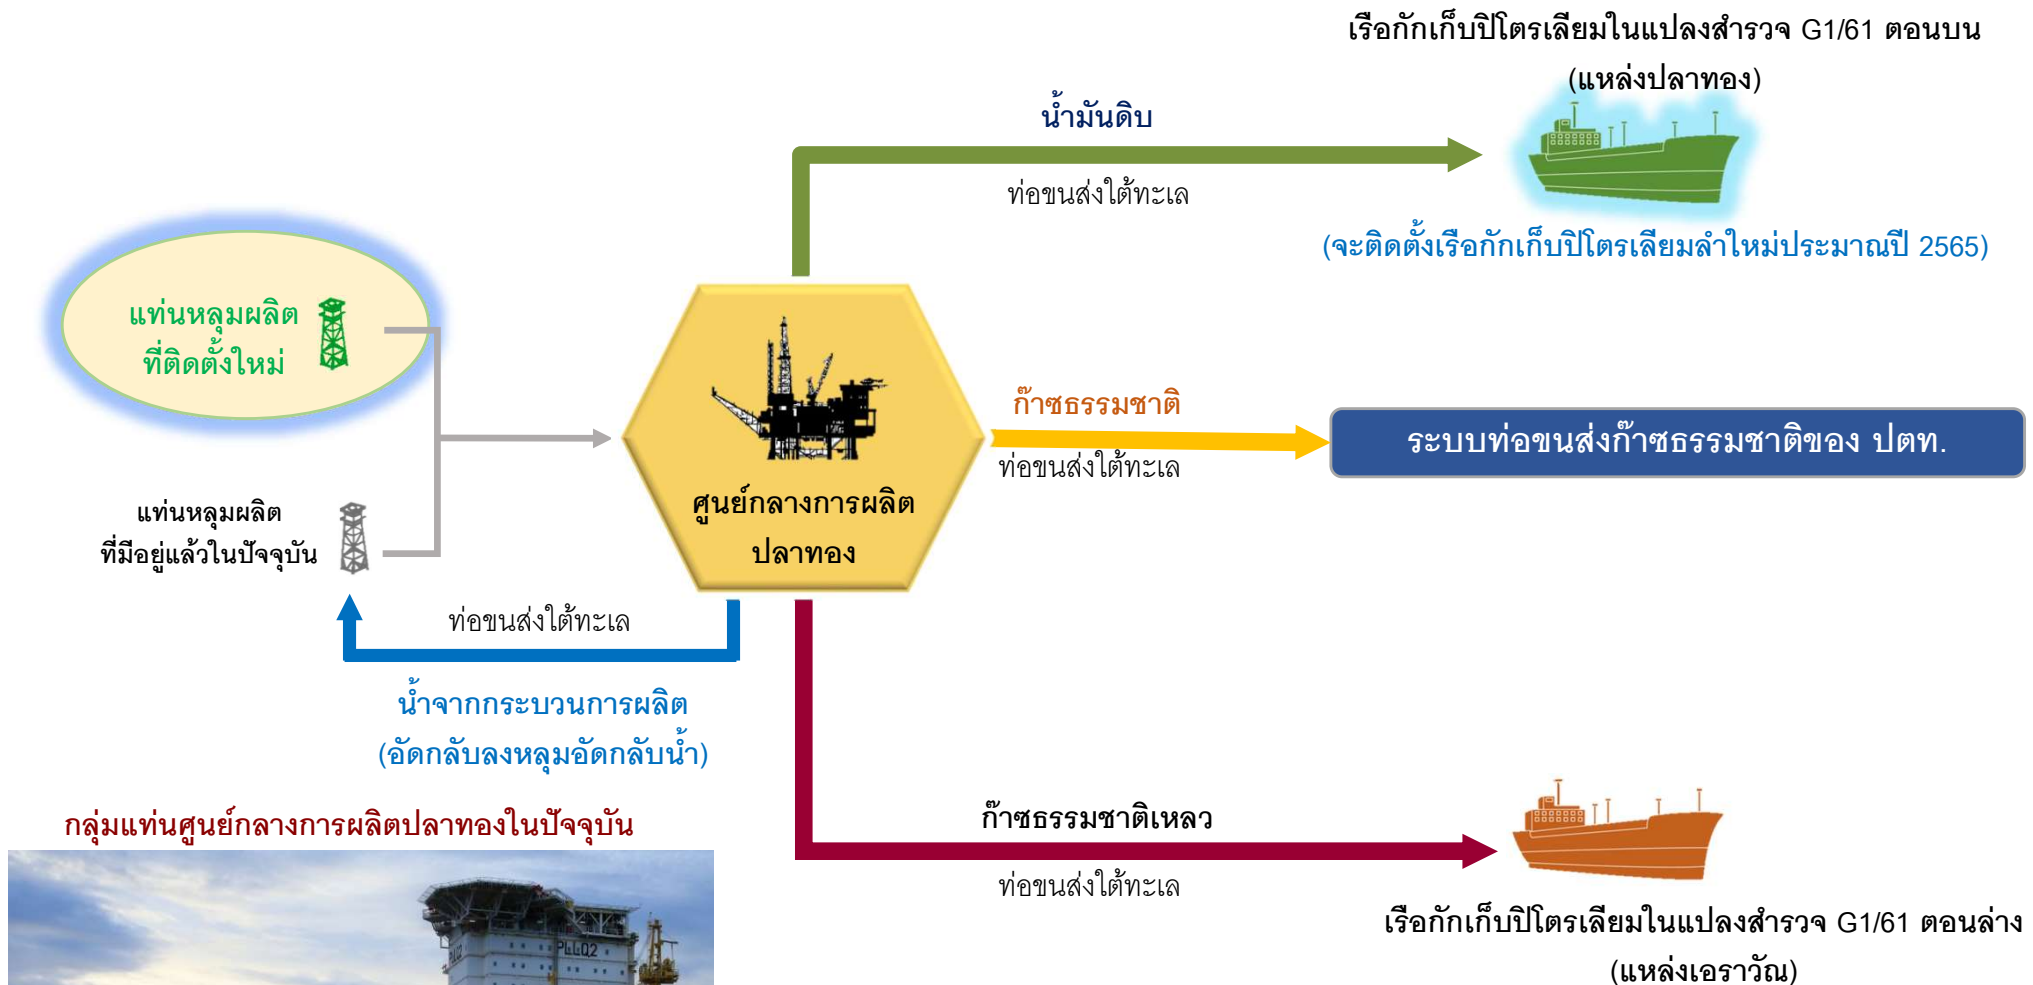 เรือกักเก็บปิโตรเลียมในแปลงสำรวจ G1/61 ตอนบน
(แหล่งปลาทอง)
น้ำมันดิบ
ท่อขนส่งใต้ทะเล
(จะติดตั้งเรือกักเก็บปิโตรเลียมลำใหม่ประมาณปี 2565)
แท่นหลุมผลิต
ที่ติดตั้งใหม่
ก๊าซธรรมชาติ
ท่อขนส่งใต้ทะเล
ระบบท่อขนส่งก๊าซธรรมชาติของ ปตท.
ศูนย์กลางการผลิต
ปลาทอง
แท่นหลุมผลิต
ที่มีอยู่แล้วในปัจจุบัน
ท่อขนส่งใต้ทะเล
น้ำจากกระบวนการผลิต
(อัดกลับลงหลุมอัดกลับน้ำ)
กลุ่มแท่นศูนย์กลางการผลิตปลาทองในปัจจุบัน
PLLQ2
ก๊าซธรรมชาติเหลว
ท่อขนส่งใต้ทะเล
เรือกักเก็บปิโตรเลียมในแปลงสำรวจ G1/61 ตอนล่าง
(แหล่งเอราวัณ)